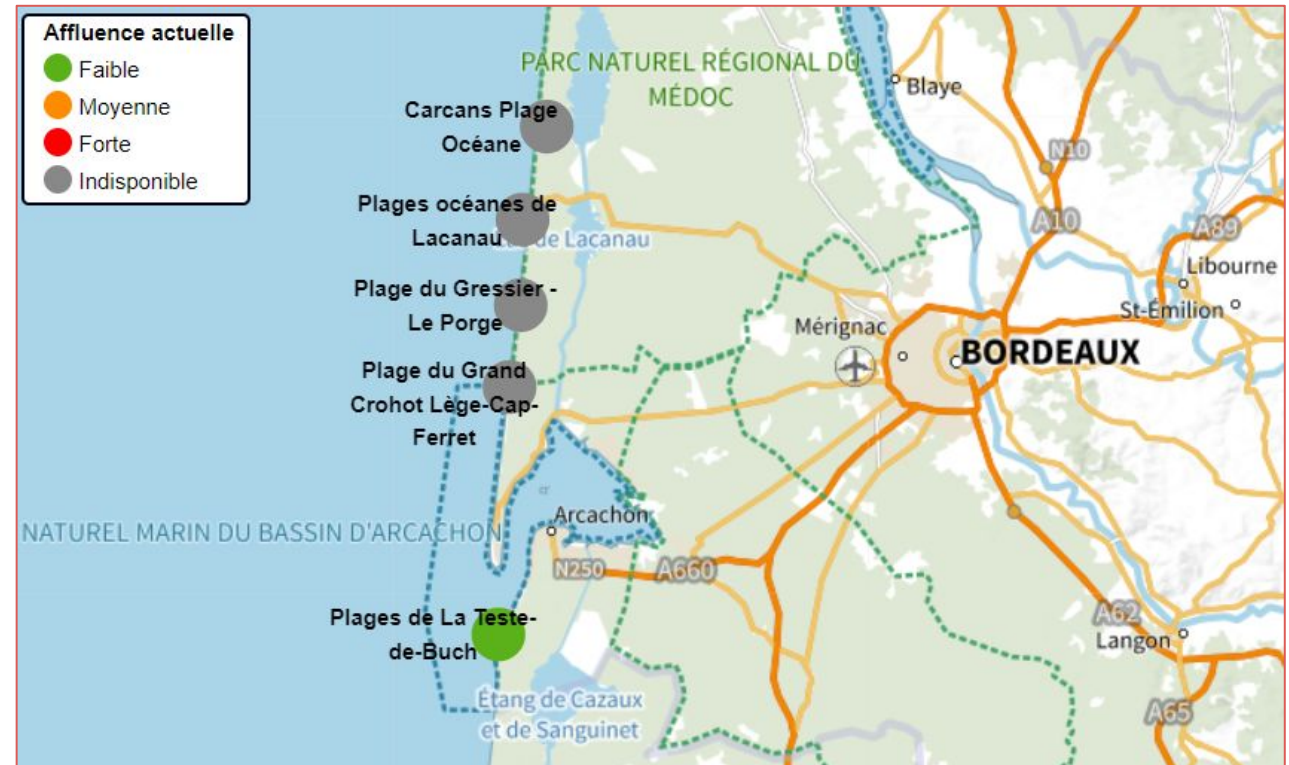 Affluence actuelle
Faible
Moyenne
Forte
Indisponible
PARC NATUREL RÉGIONAL DU
MÉDOC
Blaye
Carcans Plage
Océane
N10
Plages océanes de
Lacanau
de Lacanau
A10
A89
Libourne
Plage du Gressier -
Le Porge
St-Émilion
Mérignac
BORDEAUX
Plage du Grand
Crohot Lège-Cap-
Ferret
NATUREL MARIN DU BASSIN D'ARCACHON
Arcachon
N250
A660
Plages de La Teste-
de-Buch
A62
Langon
Étang de Cazaux
et de Sanguinet
A65